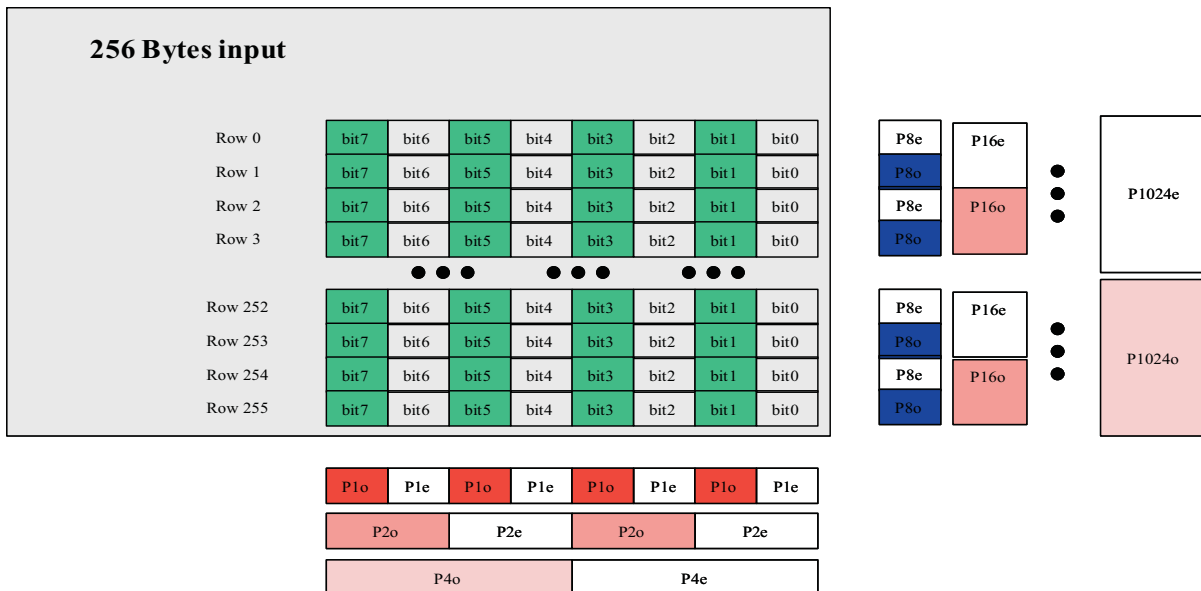 256 Bytes input
Row 0 bit7 bit6 bit5 bit4 bit3 bit2 bit1 bit0 P8e P16e
Row 1 bit7 bit6 bit5 bit4 bit3 bit2 bit1 bit0 P8o
Row 2 bit7 bit6 bit5 bit4 bit3 bit2 bit1 bit0 P8e P16o P1024e
Row 3 bit7 bit6 bit5 bit4 bit3 bit2 bit1 bit0 P8o
Row 252 bit7 bit6 bit5 bit4 bit3 bit2 bit1 bit0 P8e P16e
Row 253 bit7 bit6 bit5 bit4 bit3 bit2 bit1 bit0 P8o
Row 254 bit7 bit6 bit5 bit4 bit3 bit2 bit1 bit0 P8e P16o P1024o
Row 255 bit7 bit6 bit5 bit4 bit3 bit2 bit1 bit0 P8o
P1o P1e P1o P1e P1o P1e P1o P1e
P2o P2e P2o P2e
P4o P4e